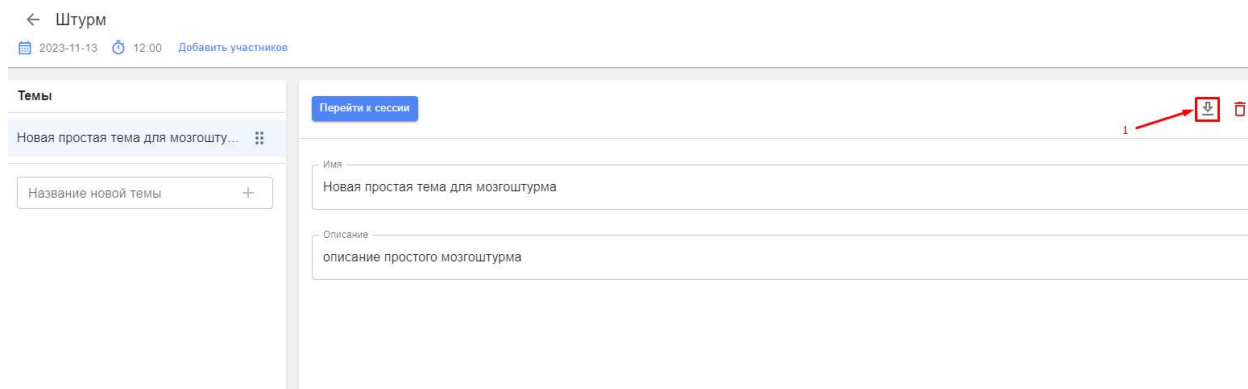 Штурм
2023-11-13 12:00 Добавить участников
Темы
Новая простая тема для мозгошту...
Название новой темы
Перейти к сессии
1
Имя
Новая простая тема для мозгоштурма
Описание
описание простого мозгоштурма